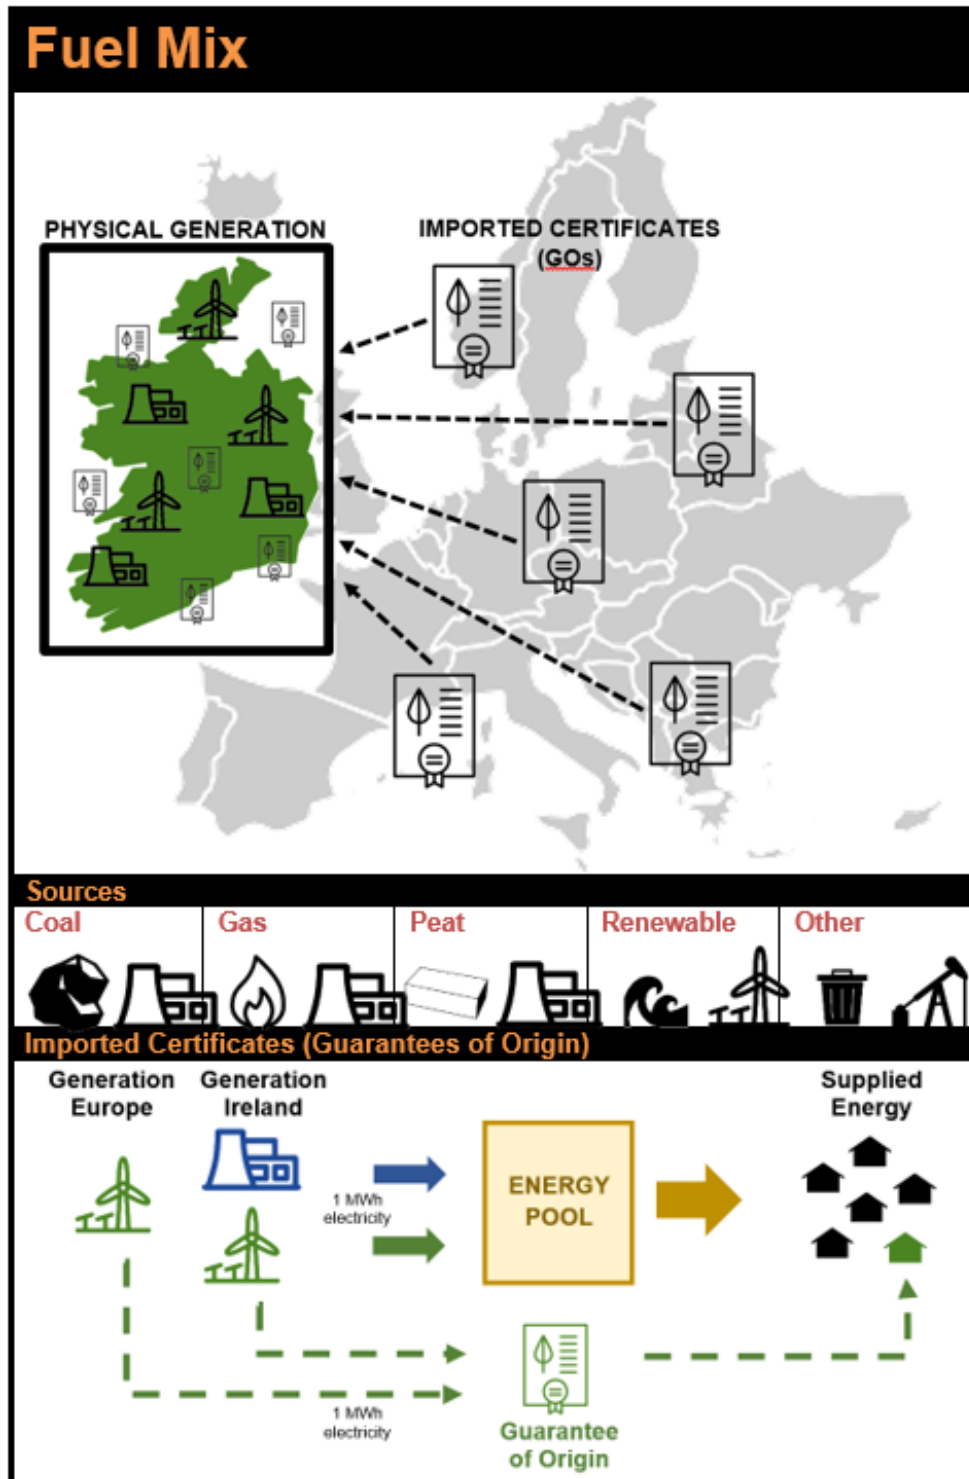 Fuel Mix
PHYSICAL GENERATION
IMPORTED CERTIFICATES
(GOs)
Sources
Coal
Gas
Peat
Renewable
Other
Imported Certificates (Guarantees of Origin)
Generation
Europe
Generation
Ireland
Supplied
Energy
1 MWh
electricity
ENERGY
POOL
1 MWh
electricity
Guarantee
of Origin